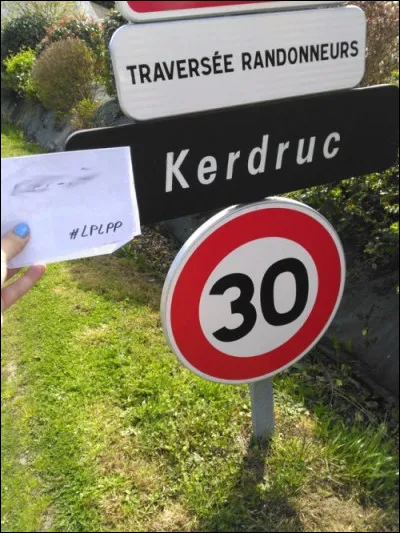 TRAVERSÉE RANDONNEURS
Kerdruc
#LPLPP
30